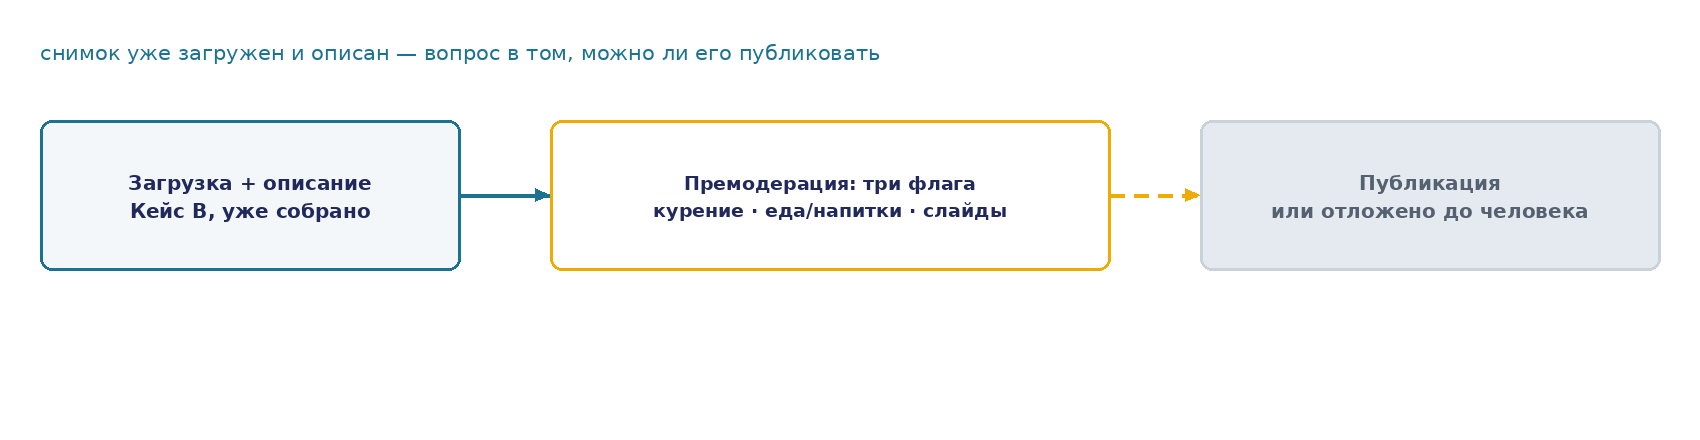 снимок уже загружен и описан — вопрос в том, можно ли его публиковать
Загрузка + описание
Кейс B, уже собрано
Премодерация: три флага
курение · еда/напитки · слайды
Публикация
или отложено до человека